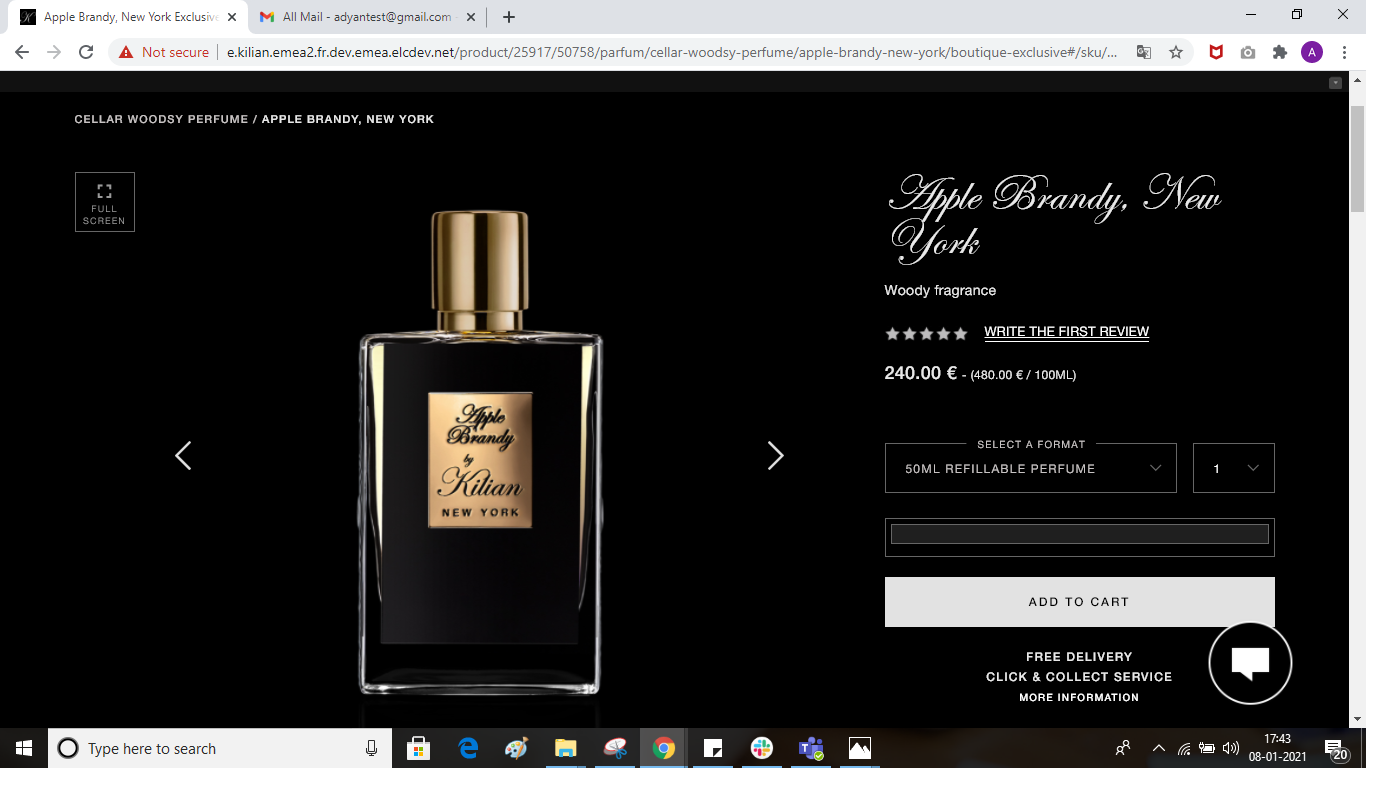 Apple Brandy, New York Exclusive
All Mail - adyantest@gmail.com
Not secure
e.kilian.emea2.fr.dev.emea.elcdev.net/product/25917/50758/parfum/cellar-woodsy-perfume/apple-brandy-new-york/boutique-exclusive#/sku/...
A
CELLAR WOODSY PERFUME / APPLE BRANDY, NEW YORK
FULL
SCREEN
Apple
Brandy
by
Kilian
NEW YORK
Apple Brandy, New
York
Woody fragrance
WRITE THE FIRST REVIEW
240.00 € - (480.00 € / 100ML)
SELECT A FORMAT
50ML REFILLABLE PERFUME
1
ADD TO CART
FREE DELIVERY
CLICK & COLLECT SERVICE
MORE INFORMATION
Type here to search
17:43
08-01-2021
20